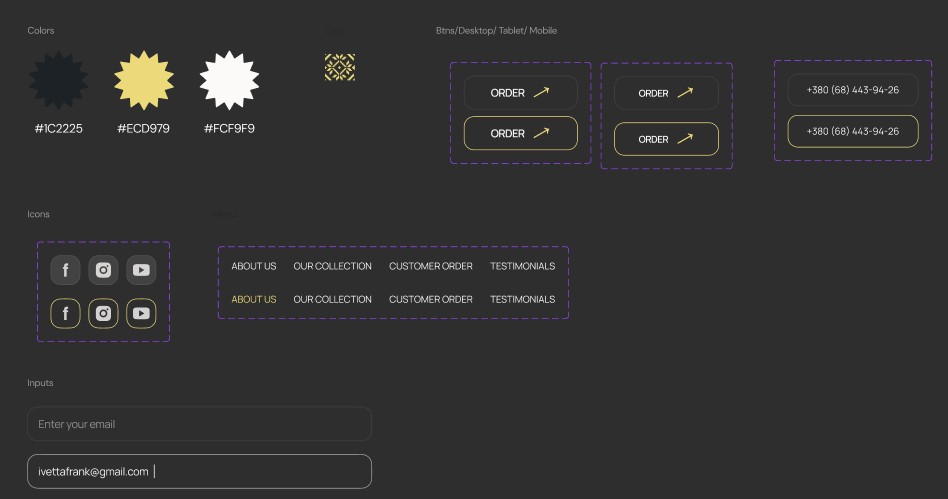 Colors
Btns/Desktop/ Tablet/ Mobile
#1C2225
#ECD979
#FCF9F9
ORDER
ORDER
ORDER
ORDER
+380 (68) 443-94-26
+380 (68) 443-94-26
Icons
f
f
ABOUT US OUR COLLECTION CUSTOMER ORDER TESTIMONIALS
ABOUT US OUR COLLECTION CUSTOMER ORDER TESTIMONIALS
Inputs
Enter your email
ivettafrank@gmail.com